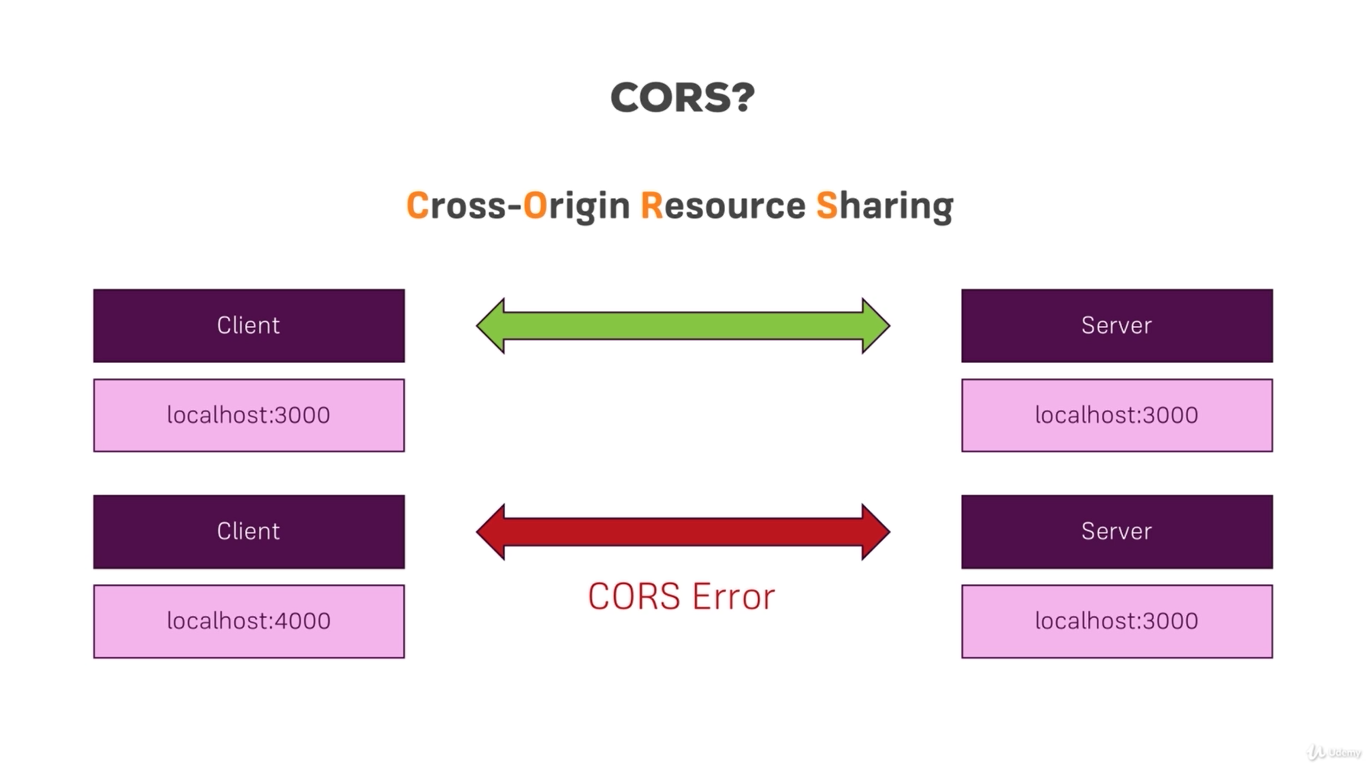 CORS?
Cross-Origin Resource Sharing
Client
Server
localhost:3000
localhost:3000
Client
Server
CORS Error
localhost:4000
localhost:3000
Udemy